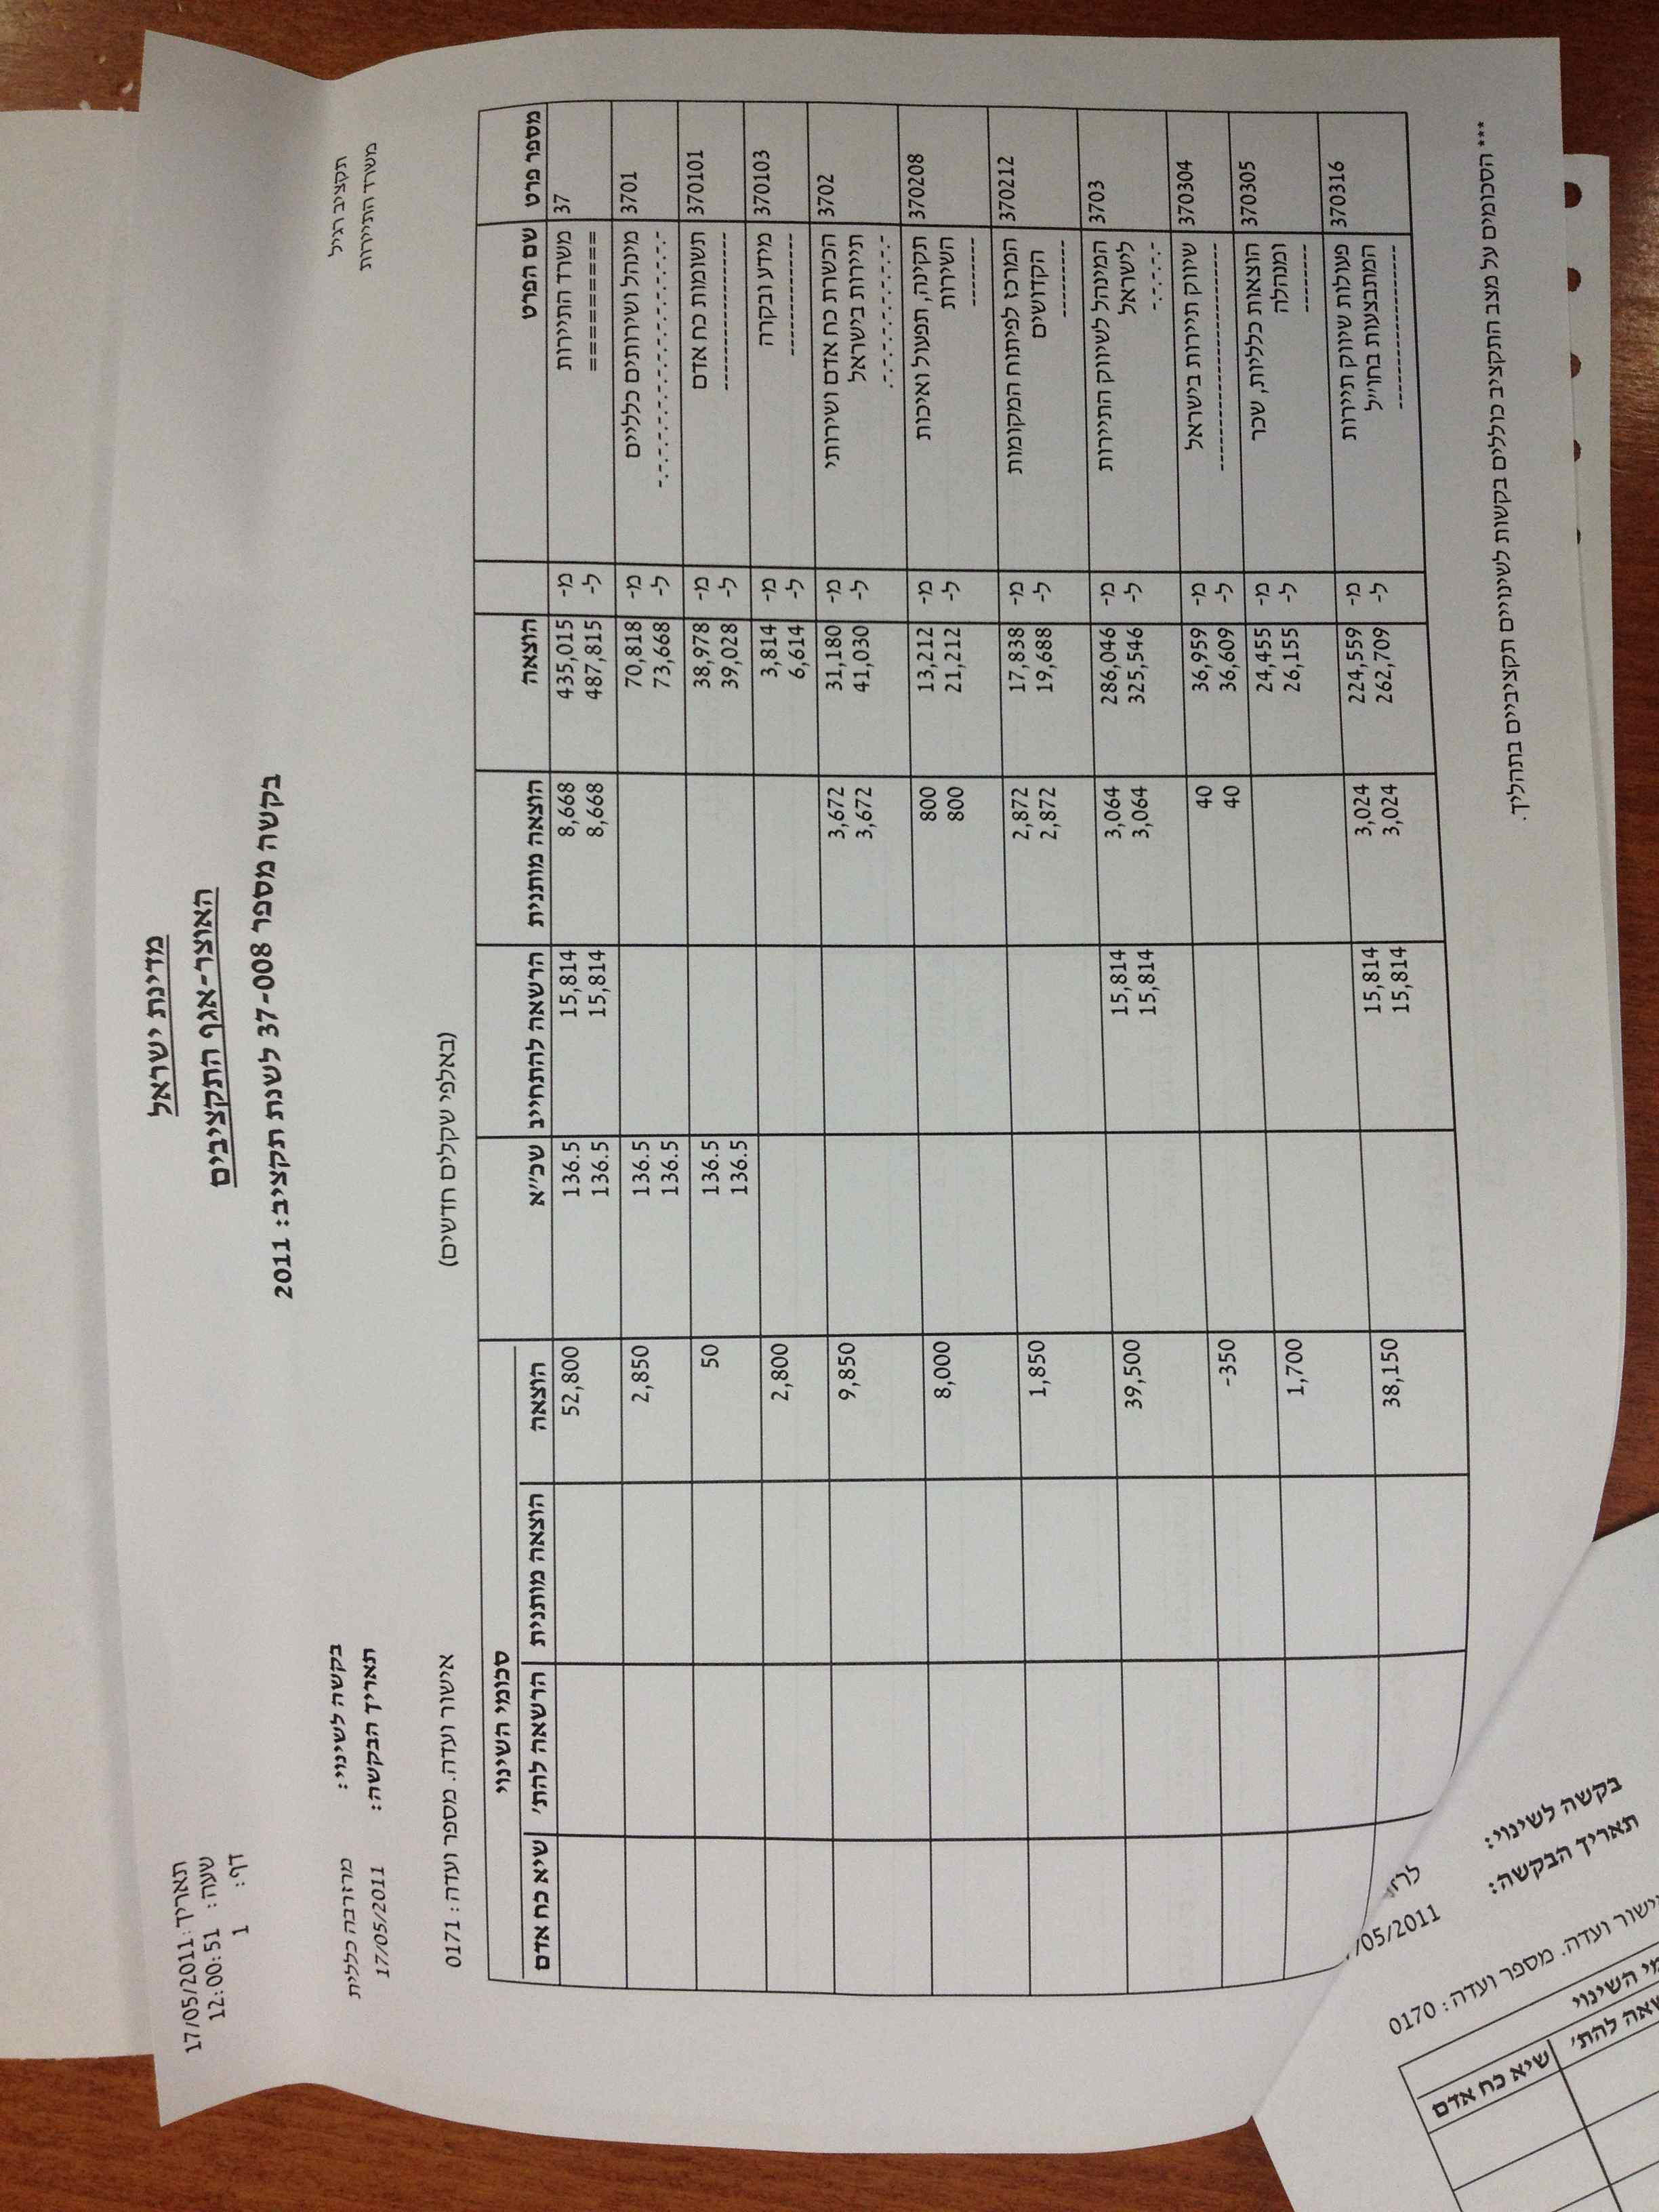 תאריך: 17/05/2011
שעה: 12:00:51
דף: 1
מדינת ישראל
האוצר-אגף התקציבים
בקשה מספר 37-008 לשנת תקציב: 2011
תקציב רגיל
משרד התיירות
בקשה לשינוי: מרזרבה כללית
תאריך הבקשה: 17/05/2011
(באלפי שקלים חדשים)
אישור ועדה. מספר ועדה: 0171
סכומי השינוי
מספר פרט שם הפרט הוצאה הוצאה מותנית הרשאה להתחייב שכ״א הוצאה הוצאה מותנית הרשאה להת׳ שיא כח אדם
37 משרד התיירות מ- 435,015 8,668 15,814 136.5 52,800
========= ל- 487,815 8,668 15,814 136.5
3701 מינהל ושירותים כלליים מ- 70,818 136.5 2,850
-.-.-.-.-.-.-.-.-.-.- ל- 73,668 136.5
370101 תשומות כח אדם מ- 38,978 136.5 50
-------------- ל- 39,028 136.5
370103 מידע ובקרה מ- 3,814 2,800
----------- ל- 6,614
3702 הכשרת כח אדם ושירותי מ- 31,180 3,672 9,850
תיירות בישראל ל- 41,030 3,672
-.-.-.-.-.-.-
370208 תקינה, תפעול ואיכות מ- 13,212 800 8,000
השירות ל- 21,212 800
------
370212 המרכז לפיתוח המקומות מ- 17,838 2,872 1,850
הקדושים ל- 19,688 2,872
-------
3703 המינהל לשיווק התיירות מ- 286,046 3,064 15,814 39,500
לישראל ל- 325,546 3,064 15,814
-.-.-.-
370304 שיווק תיירות בישראל מ- 36,959 40 -350
-------------------- ל- 36,609 40
370305 הוצאות כלליות, שכר מ- 24,455 1,700
ומנהלה ל- 26,155
------
370316 פעולות שיווק תיירות מ- 224,559 3,024 15,814 38,150
המתבצעות בחו״ל ל- 262,709 3,024 15,814
--------------
*** הסכומים על מצב התקציב כוללים בקשות לשינויים תקציביים בתהליך.
בקשה לשינוי:
תאריך הבקשה: /05/2011
ועדה. מספר ועדה: 0170
השינוי
להת׳ שיא כח אדם